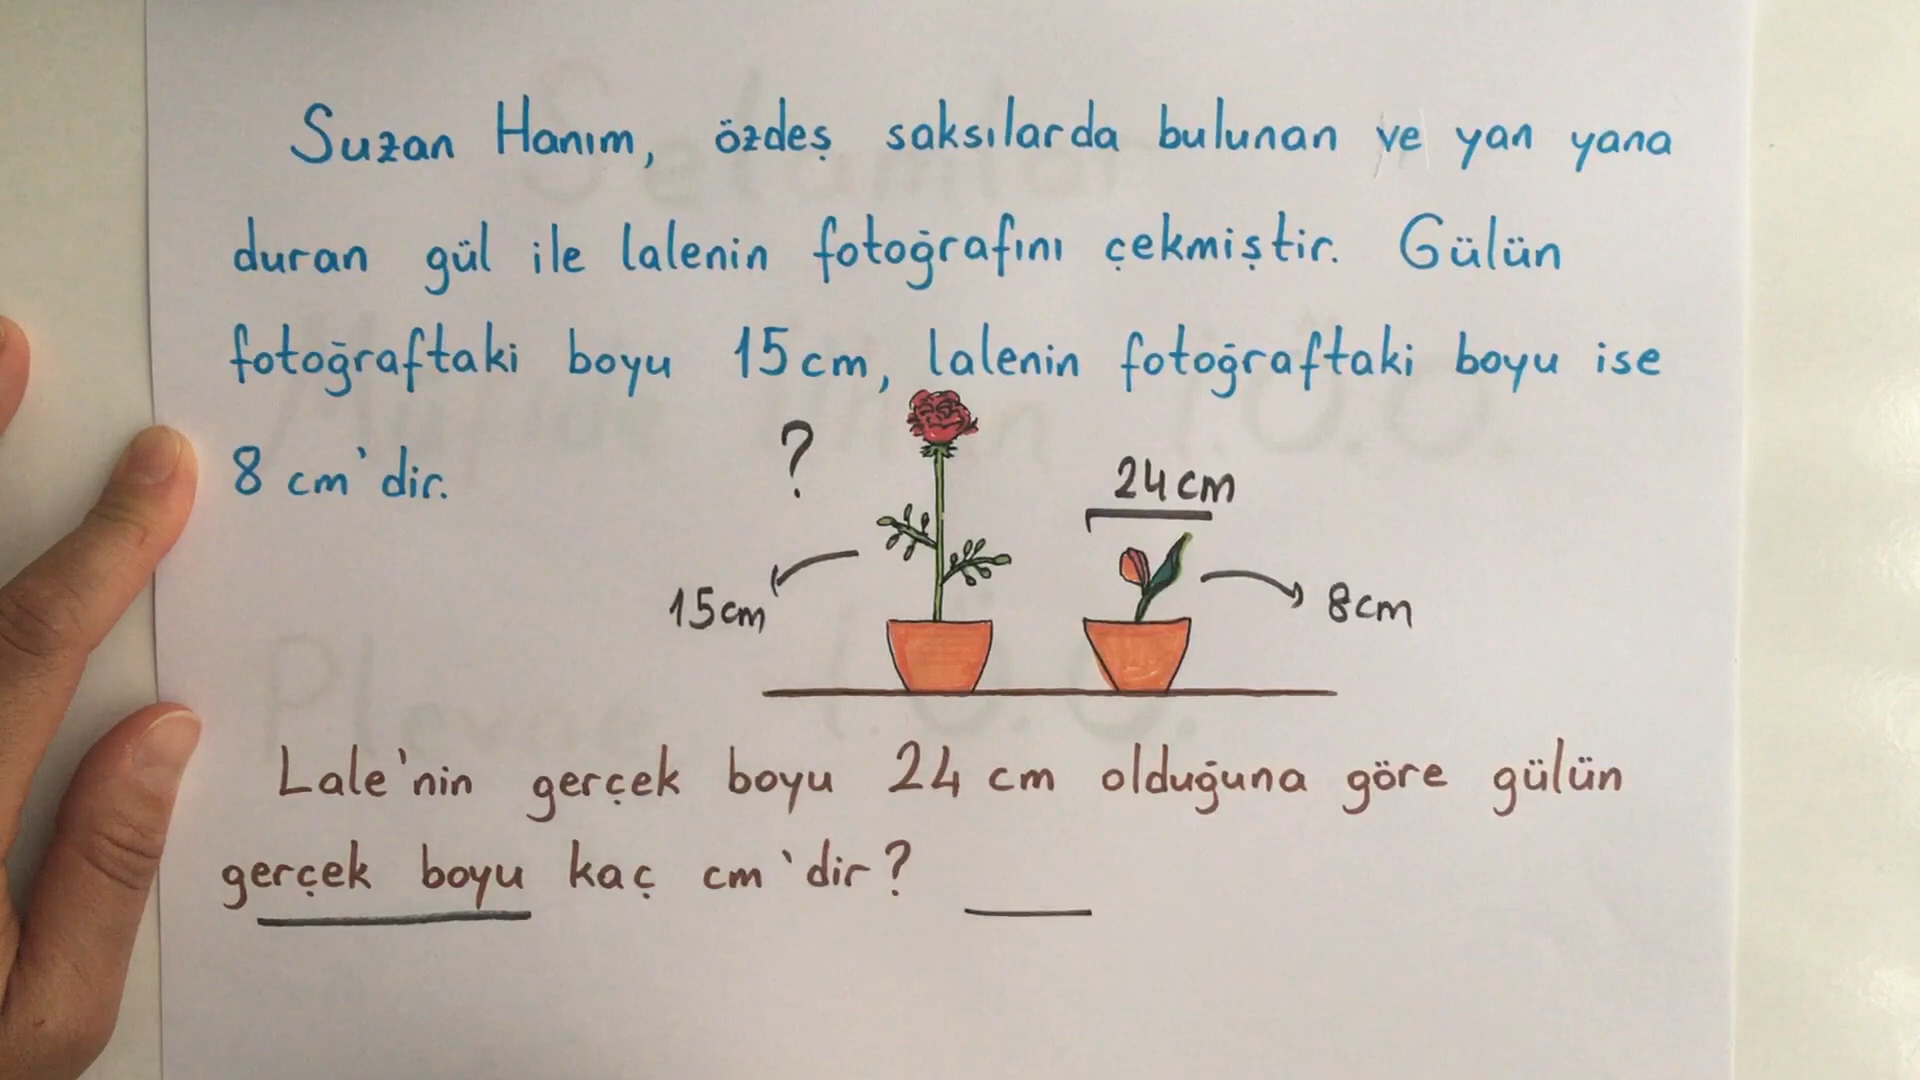 Suzan Hanım, özdeş saksılarda bulunan ve yan yana
duran gül ile lalenin fotoğrafını çekmiştir. Gülün
fotoğraftaki boyu 15 cm, lalenin fotoğraftaki boyu ise
8 cm'dir.
?
24 cm
15 cm
8 cm
Lale'nin gerçek boyu 24 cm olduğuna göre gülün
gerçek boyu kaç cm'dir?